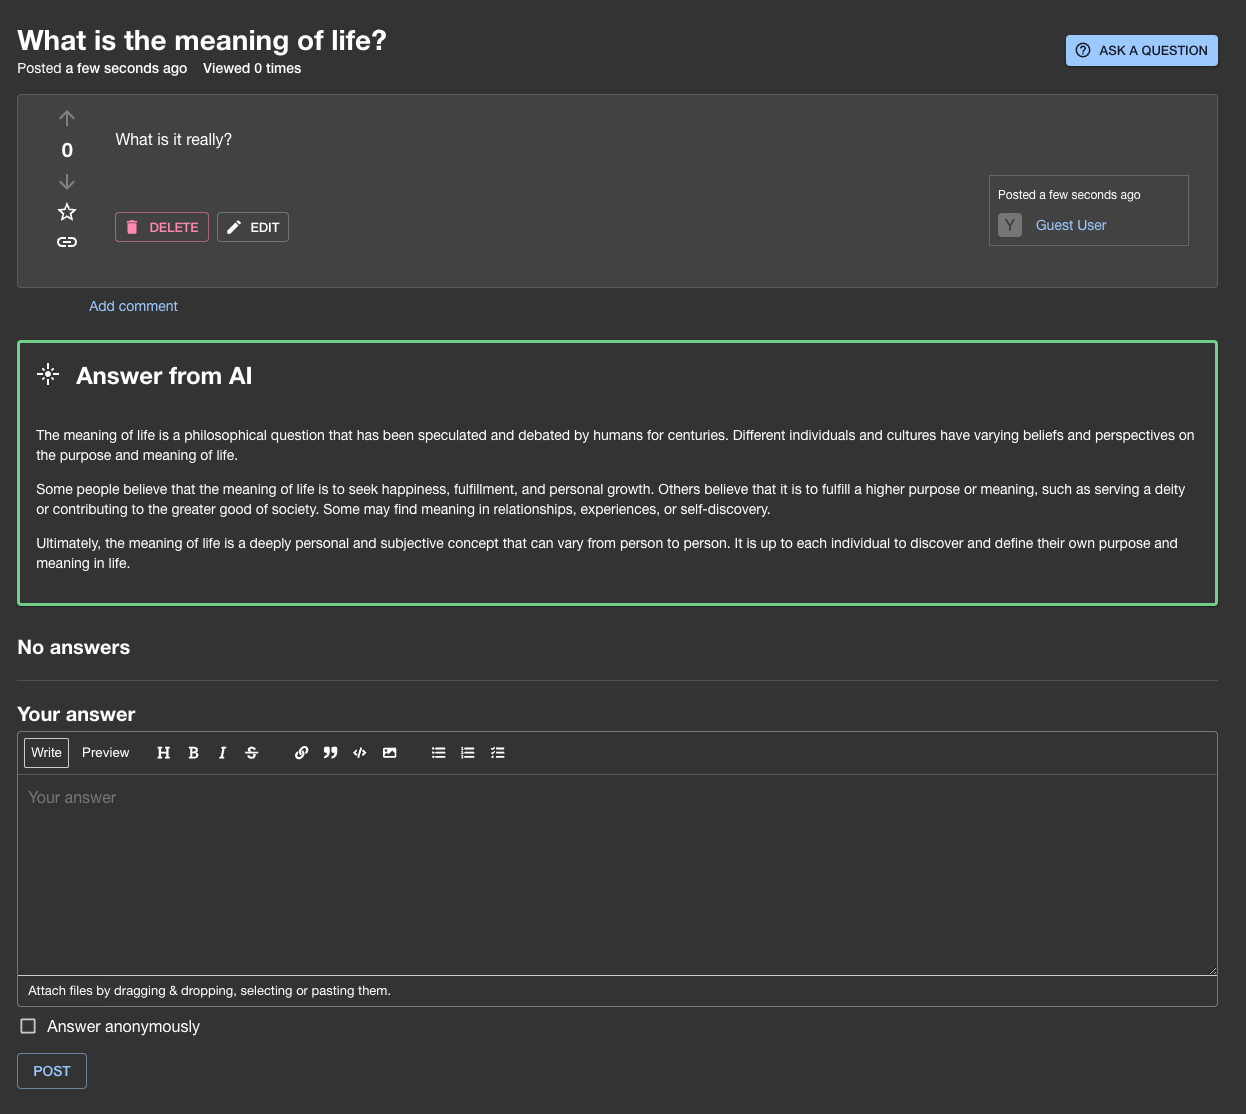 What is the meaning of life?
Posted a few seconds ago Viewed 0 times
ASK A QUESTION
0
What is it really?
DELETE
EDIT
Posted a few seconds ago
Y
Guest User
Add comment
Answer from AI
The meaning of life is a philosophical question that has been speculated and debated by humans for centuries. Different individuals and cultures have varying beliefs and perspectives on
the purpose and meaning of life.
Some people believe that the meaning of life is to seek happiness, fulfillment, and personal growth. Others believe that it is to fulfill a higher purpose or meaning, such as serving a deity
or contributing to the greater good of society. Some may find meaning in relationships, experiences, or self-discovery.
Ultimately, the meaning of life is a deeply personal and subjective concept that can vary from person to person. It is up to each individual to discover and define their own purpose and
meaning in life.
No answers
Your answer
Write Preview H B I S
Your answer
Attach files by dragging & dropping, selecting or pasting them.
Answer anonymously
POST